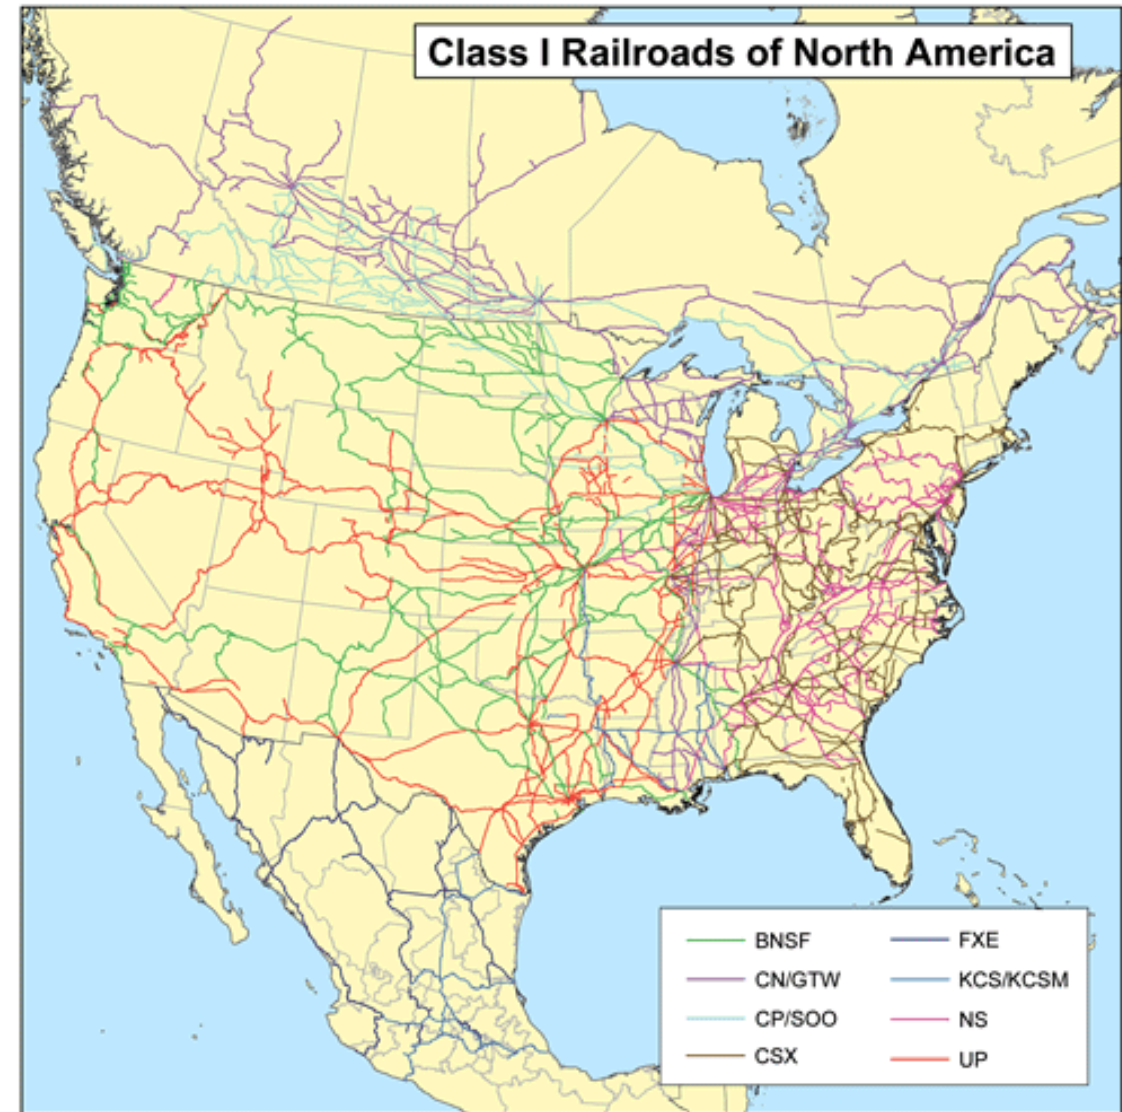 Class I Railroads of North America
BNSF
CN/GTW
CP/SOO
CSX
FXE
KCS/KCSM
NS
UP